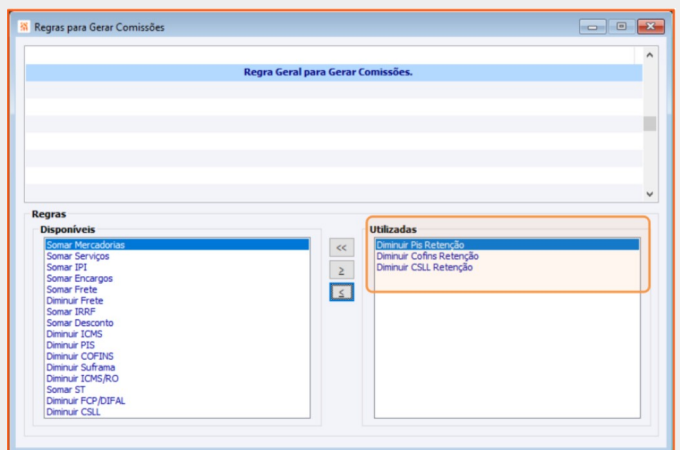 Regras para Gerar Comissões
Regra Geral para Gerar Comissões.
Regras
Disponíveis
Somar Mercadorias
Somar Serviços
Somar IPI
Somar Encargos
Somar Frete
Diminuir Frete
Somar IRRF
Somar Desconto
Diminuir ICMS
Diminuir PIS
Diminuir COFINS
Diminuir Suframa
Diminuir ICMS/RO
Somar ST
Diminuir FCP/DIFAL
Diminuir CSLL
<<
≥
≤
Utilizadas
Diminuir Pis Retenção
Diminuir Cofins Retenção
Diminuir CSLL Retenção